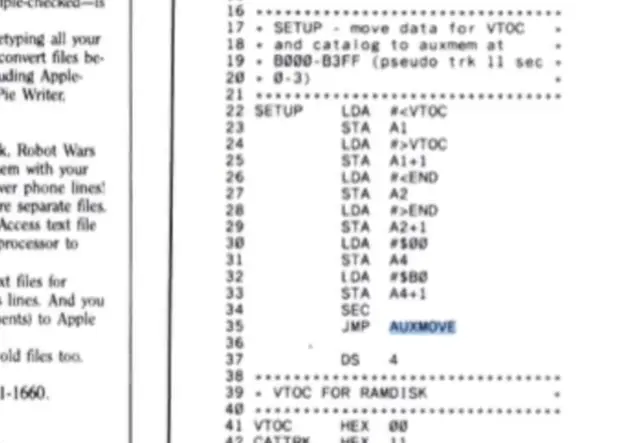 ple-checked—is
etyping all your
convert files be-
uding Apple-
Pie Writer,
k, Robot Wars
em with your
ver phone lines!
re separate files.
Access text file
processor to
xt files for
s lines. And you
ents) to Apple
old files too.
1-1660.
16 **********************************
17 * SETUP - move data for VTOC *
18 * and catalog to auxmem at *
19 * B000-B3FF (pseudo trk 11 sec *
20 * 0-3) *
21 **********************************
22 SETUP LDA #<VTOC
23 STA A1
24 LDA #>VTOC
25 STA A1+1
26 LDA #<END
27 STA A2
28 LDA #>END
29 STA A2+1
30 LDA #$00
31 STA A4
32 LDA #$B0
33 STA A4+1
34 SEC
35 JMP AUXMOVE
36
37 DS 4
38 **********************************
39 * VTOC FOR RAMDISK *
40 **********************************
41 VTOC HEX 00
42 CATTRK HEX 11